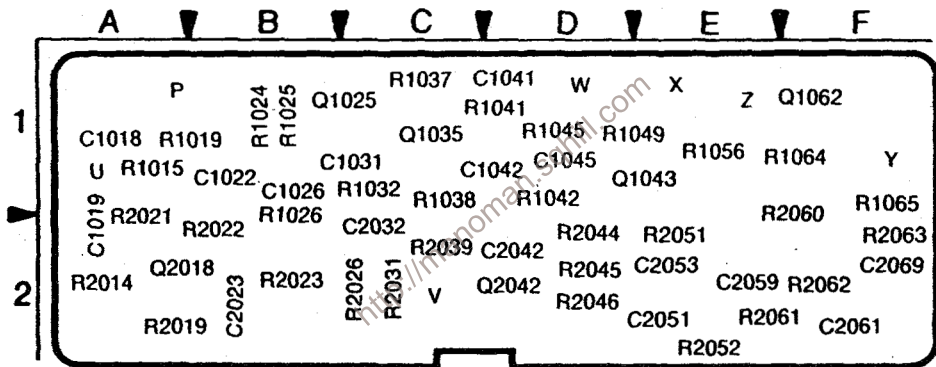 A B C D E F
R1037 C1041 W X
P R1024 R1025 Q1025 R1041 Z Q1062
1
C1018 R1019 Q1035 R1045 R1049
U R1015 C1022 C1031 C1042 C1045 R1056 R1064 Y
C1026 R1032 R1038 R1042 Q1043
C1019 R2021 R2022 R1026 C2032 R2060 R1065
R2039 C2042 R2044 R2051 R2063
2
R2014 Q2018 C2023 R2023 R2026 R2031 V Q2042 R2045 C2053 C2059 R2062 C2069
R2019 R2046 C2051 R2061 C2061
R2052
http://manoman.sqhill.com